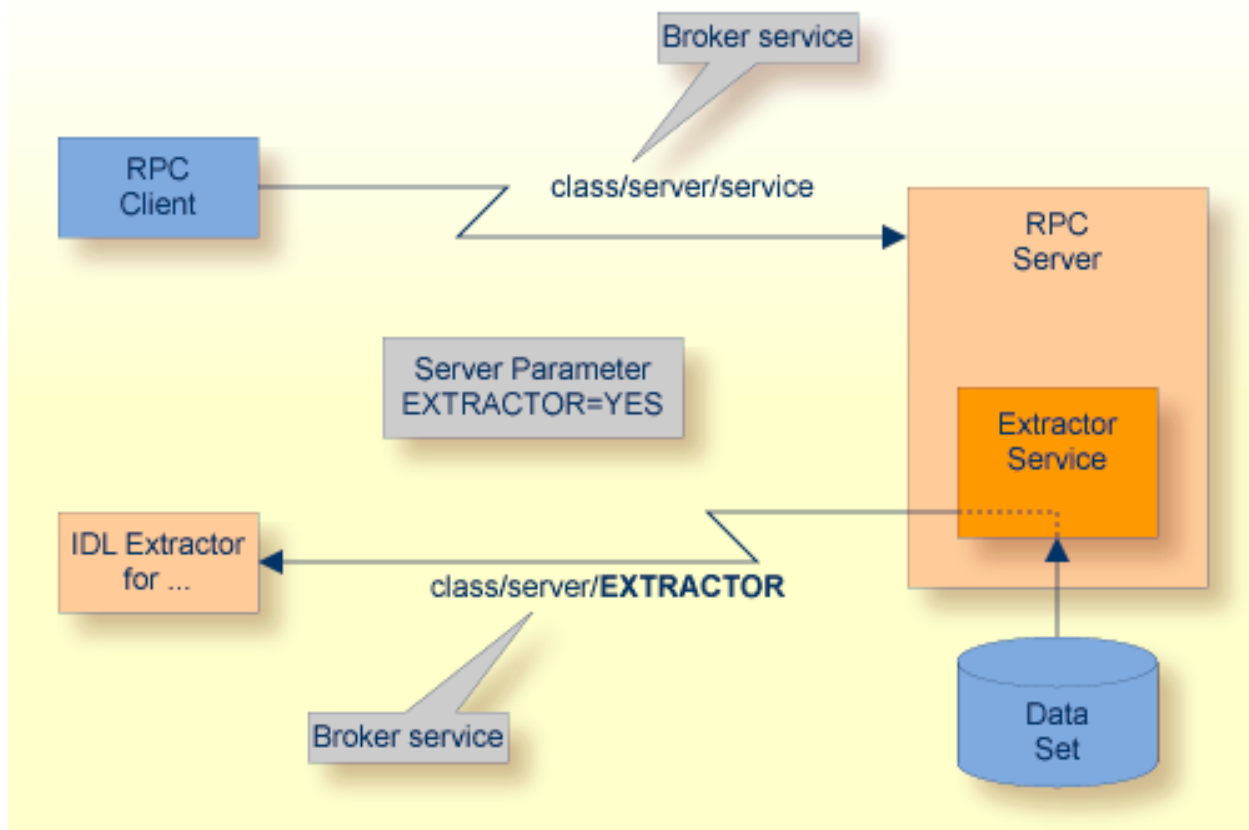 Broker service
RPC
Client
class/server/service
RPC
Server
Server Parameter
EXTRACTOR=YES
Extractor
Service
IDL Extractor
for ...
class/server/EXTRACTOR
Broker service
Data
Set